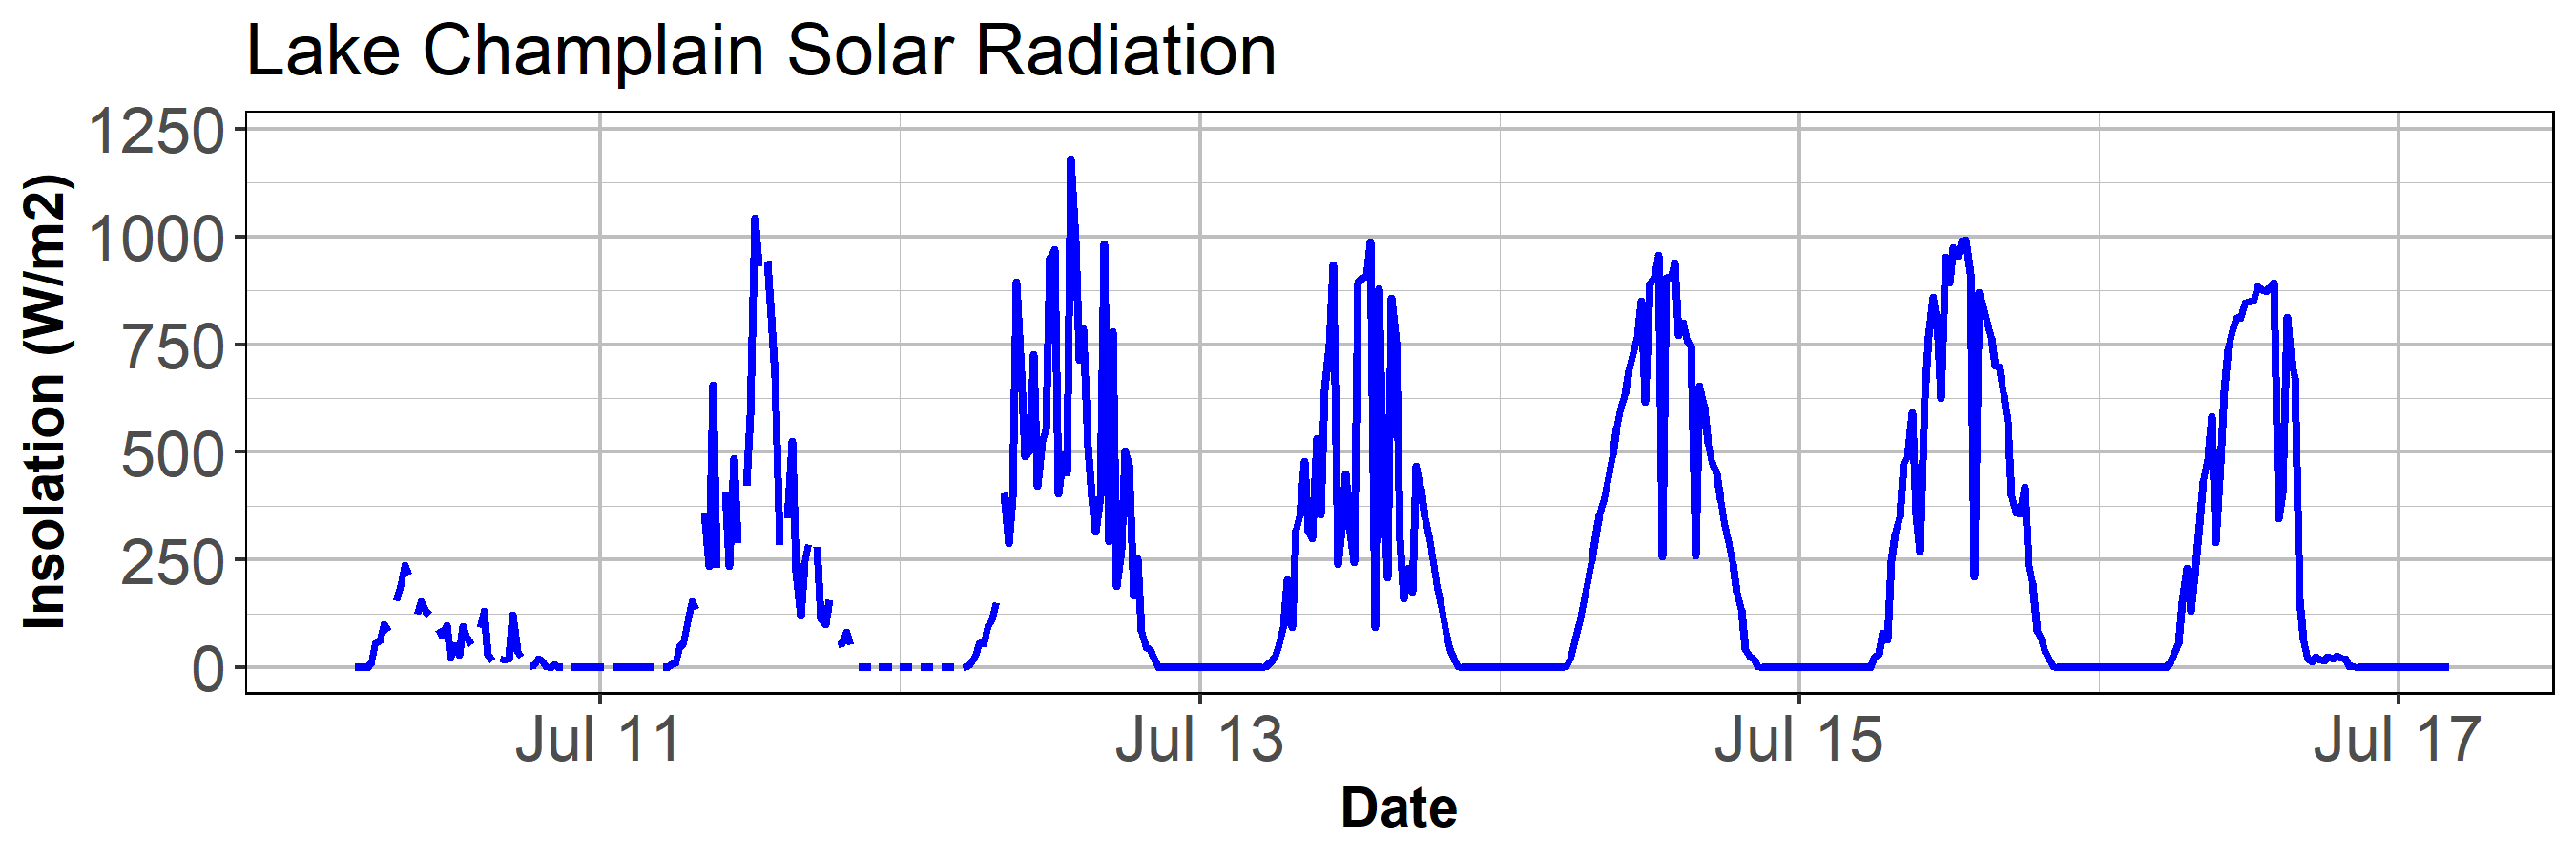 Lake Champlain Solar Radiation
1250
1000
750
500
250
0
Insolation (W/m2)
Jul 11
Jul 13
Jul 15
Jul 17
Date